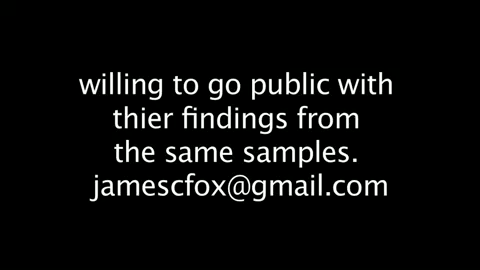 willing to go public with
thier findings from
the same samples.
jamescfox@gmail.com